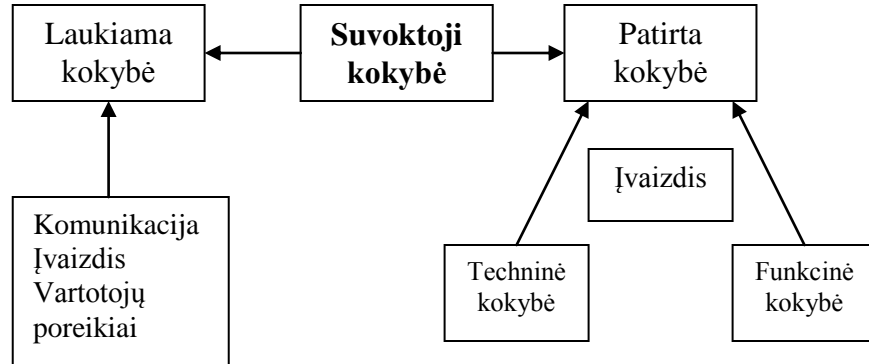 Laukiama
kokybė
Suvoktoji
kokybė
Patirta
kokybė
Įvaizdis
Komunikacija
Įvaizdis
Vartotojų
poreikiai
Techninė
kokybė
Funkcinė
kokybė